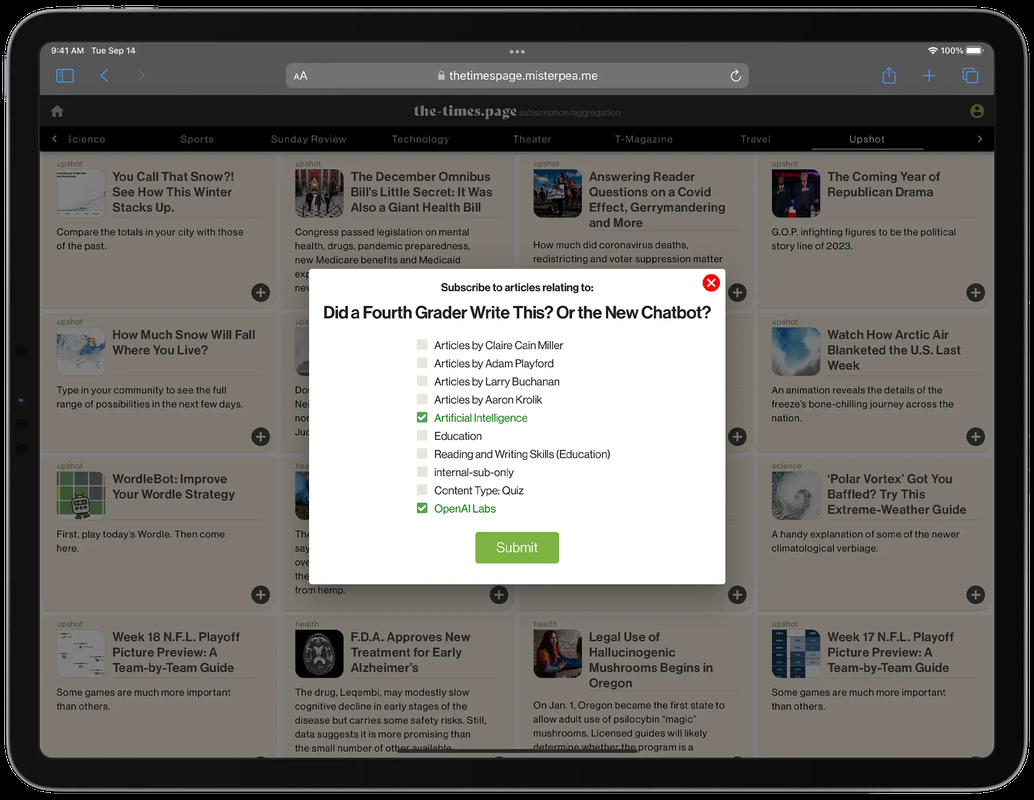 9:41 AM Tue Sep 14
100%
AA
thetimespage.misterpea.me
the-times.page subscription/aggregation
Science Sports Sunday Review Technology Theater T-Magazine Travel Upshot
upshot
You Call That Snow?!
See How This Winter
Stacks Up.
Compare the totals in your city with those
of the past.
upshot
The December Omnibus
Bill's Little Secret: It Was
Also a Giant Health Bill
Congress passed legislation on mental
health, drugs, pandemic preparedness,
new Medicare benefits and Medicaid
exp
nev
upshot
Answering Reader
Questions on a Covid
Effect, Gerrymandering
and More
How much did coronavirus deaths,
redistricting and voter suppression matter
upshot
The Coming Year of
Republican Drama
G.O.P. infighting figures to be the political
story line of 2023.
Subscribe to articles relating to:
Did a Fourth Grader Write This? Or the New Chatbot?
Articles by Claire Cain Miller
Articles by Adam Playford
Articles by Larry Buchanan
Articles by Aaron Krolik
Artificial Intelligence
Education
Reading and Writing Skills (Education)
internal-sub-only
Content Type: Quiz
OpenAI Labs
Submit
upshot
How Much Snow Will Fall
Where You Live?
Type in your community to see the full
range of possibilities in the next few days.
ups
Do
Nei
nor
Juc
upshot
Watch How Arctic Air
Blanketed the U.S. Last
Week
An animation reveals the details of the
freeze's bone-chilling journey across the
nation.
upshot
WordleBot: Improve
Your Wordle Strategy
First, play today's Wordle. Then come
here.
hea
The
say
ove
the
from hemp.
science
'Polar Vortex' Got You
Baffled? Try This
Extreme-Weather Guide
A handy explanation of some of the newer
climatological verbiage.
upshot
Week 18 N.F.L. Playoff
Picture Preview: A
Team-by-Team Guide
Some games are much more important
than others.
health
F.D.A. Approves New
Treatment for Early
Alzheimer's
The drug, Leqembi, may modestly slow
cognitive decline in early stages of the
disease but carries some safety risks. Still,
data suggests it is more promising than
the small number of other available
health
Legal Use of
Hallucinogenic
Mushrooms Begins in
Oregon
On Jan. 1, Oregon became the first state to
allow adult use of psilocybin "magic"
mushrooms. Licensed guides will likely
determine whether the program is a
upshot
Week 17 N.F.L. Playoff
Picture Preview: A
Team-by-Team Guide
Some games are much more important
than others.